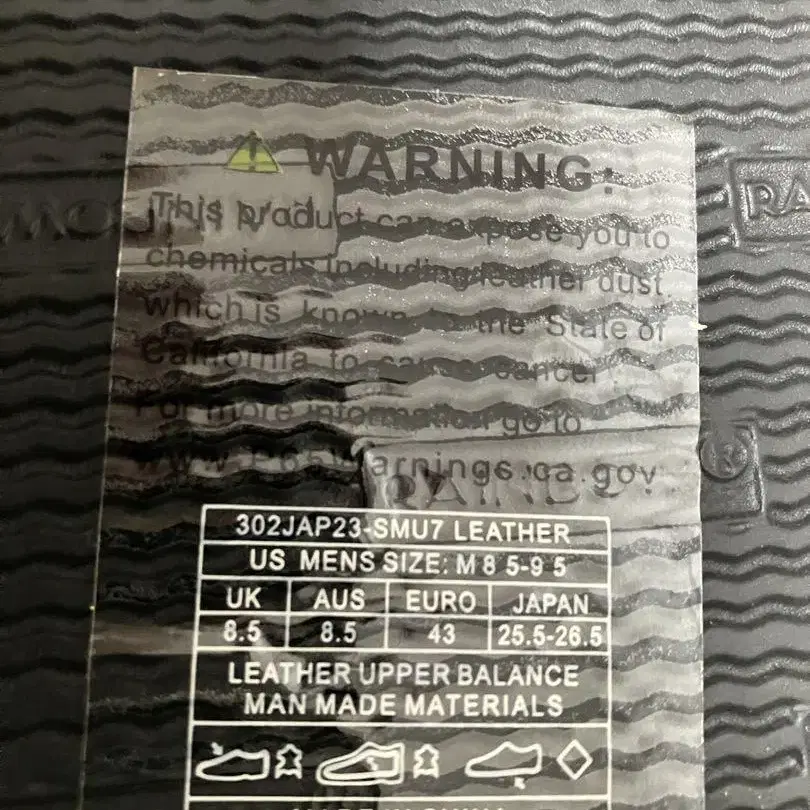 WARNING:
This product can expose you to
chemicals including leather dust
which is known to the State of
California to cause cancer.
For more information go to
www.P65Warnings.ca.gov
RAINBOW
302JAP23-SMU7 LEATHER
US MENS SIZE: M 8 5-9 5
UK AUS EURO JAPAN
8.5 8.5 43 25.5-26.5
LEATHER UPPER BALANCE
MAN MADE MATERIALS